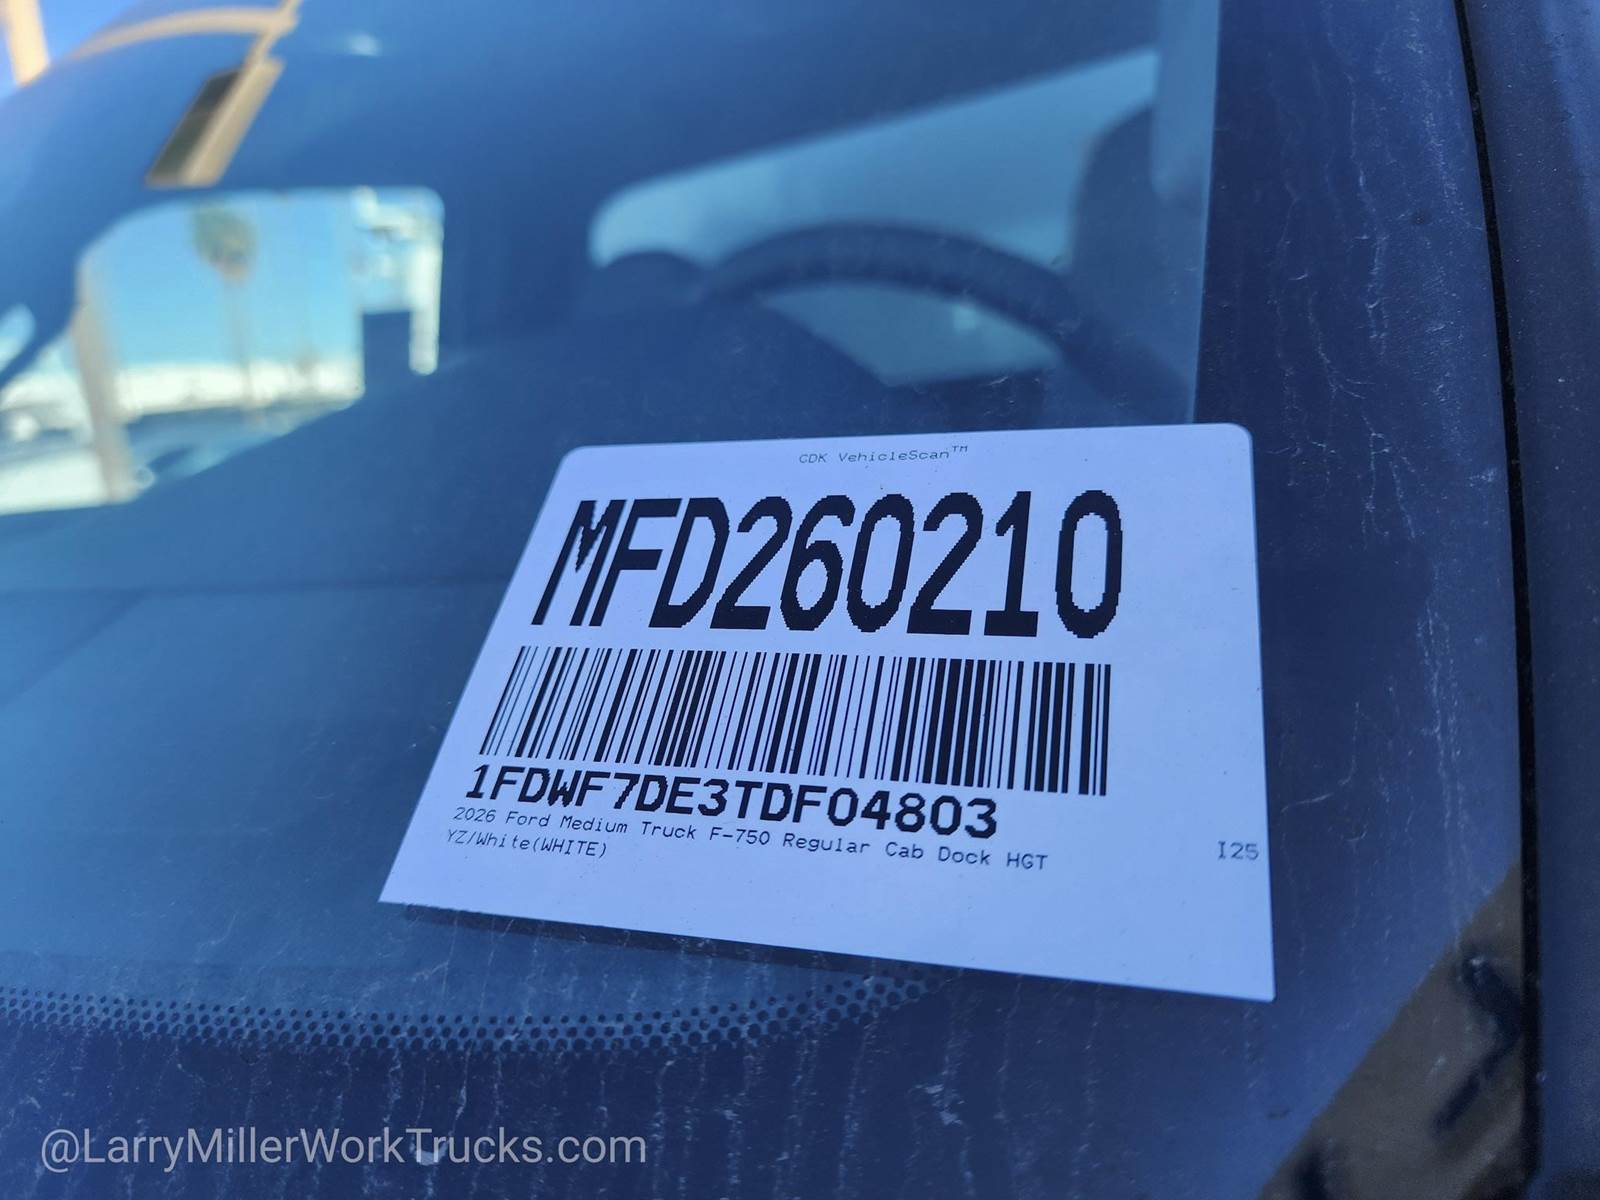 CDK VehicleScan™
MFD260210
1FDWF7DE3TDF04803
2026 Ford Medium Truck F-750 Regular Cab Dock HGT
YZ/White(WHITE)
I25
@LarryMillerWorkTrucks.com